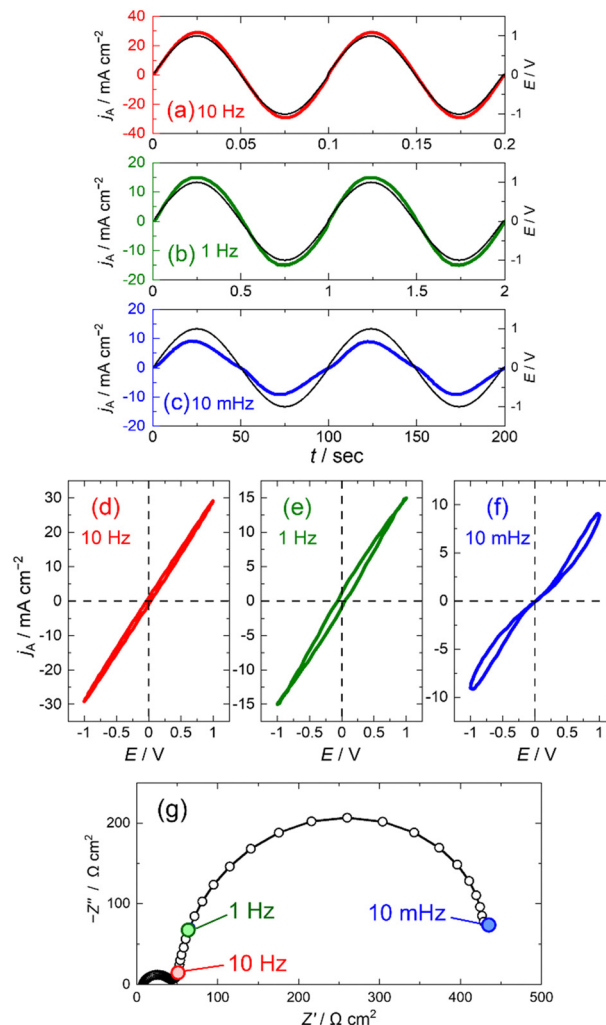 40
20
0
-20
-40
j_A / mA cm⁻²
(a) 10 Hz
1
0
-1
E / V
0 0.05 0.1 0.15 0.2
20
10
0
-10
-20
j_A / mA cm⁻²
(b) 1 Hz
1
0
-1
E / V
0 0.5 1 1.5 2
20
10
0
-10
-20
j_A / mA cm⁻²
(c) 10 mHz
1
0
-1
E / V
0 50 100 150 200
t / sec
30
20
10
0
-10
-20
-30
j_A / mA cm⁻²
(d)
10 Hz
-1 -0.5 0 0.5 1
E / V
15
10
5
0
-5
-10
-15
(e)
1 Hz
-1 -0.5 0 0.5 1
E / V
10
5
0
-5
-10
(f)
10 mHz
-1 -0.5 0 0.5 1
E / V
(g)
200
100
0
−Z'' / Ω cm²
1 Hz
10 mHz
10 Hz
0 100 200 300 400 500
Z' / Ω cm²